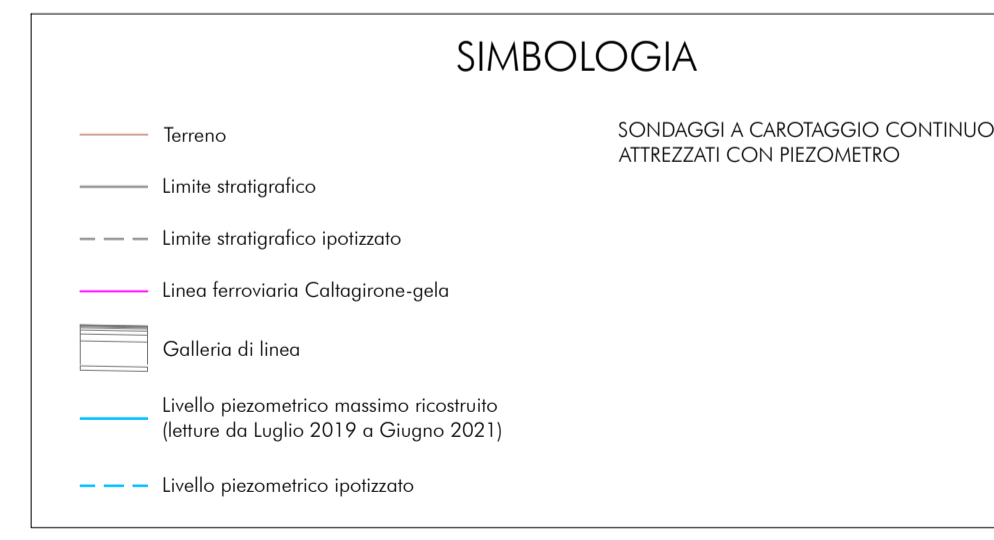 SIMBOLOGIA
Terreno
Limite stratigrafico
Limite stratigrafico ipotizzato
Linea ferroviaria Caltagirone-gela
Galleria di linea
Livello piezometrico massimo ricostruito
(letture da Luglio 2019 a Giugno 2021)
Livello piezometrico ipotizzato
SONDAGGI A CAROTAGGIO CONTINUO
ATTREZZATI CON PIEZOMETRO